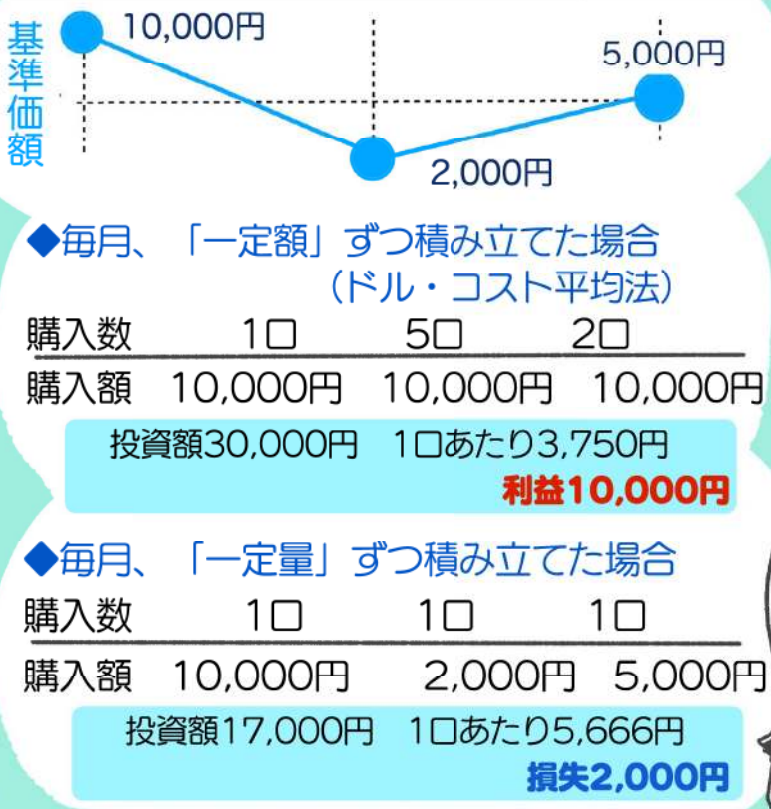 基準価額
10,000円
5,000円
2,000円
◆毎月、「一定額」ずつ積み立てた場合
(ドル・コスト平均法)
購入数 1口 5口 2口
購入額 10,000円 10,000円 10,000円
投資額30,000円 1口あたり3,750円
利益10,000円
◆毎月、「一定量」ずつ積み立てた場合
購入数 1口 1口 1口
購入額 10,000円 2,000円 5,000円
投資額17,000円 1口あたり5,666円
損失2,000円